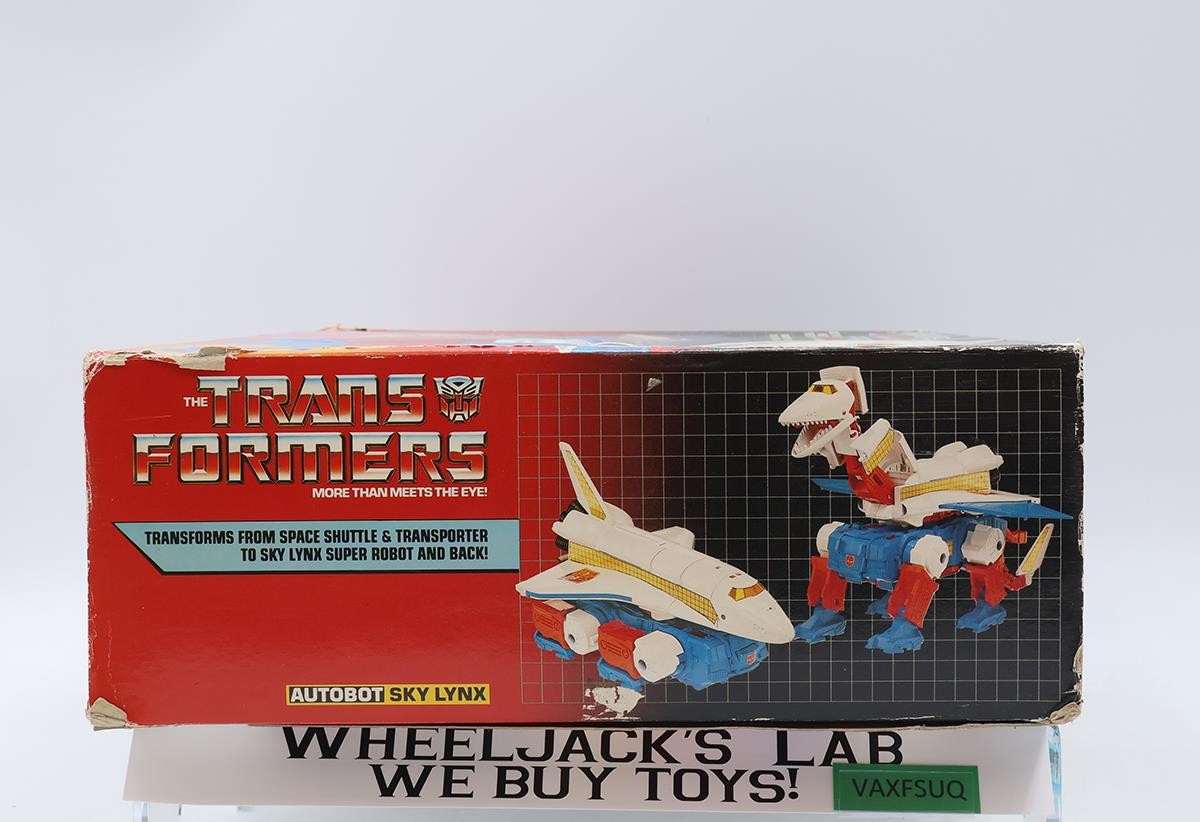 THE TRANS
FORMERS
MORE THAN MEETS THE EYE!
TRANSFORMS FROM SPACE SHUTTLE & TRANSPORTER
TO SKY LYNX SUPER ROBOT AND BACK!
AUTOBOT SKY LYNX
WHEELJACK'S LAB
WE BUY TOYS!
VAXFSUQ